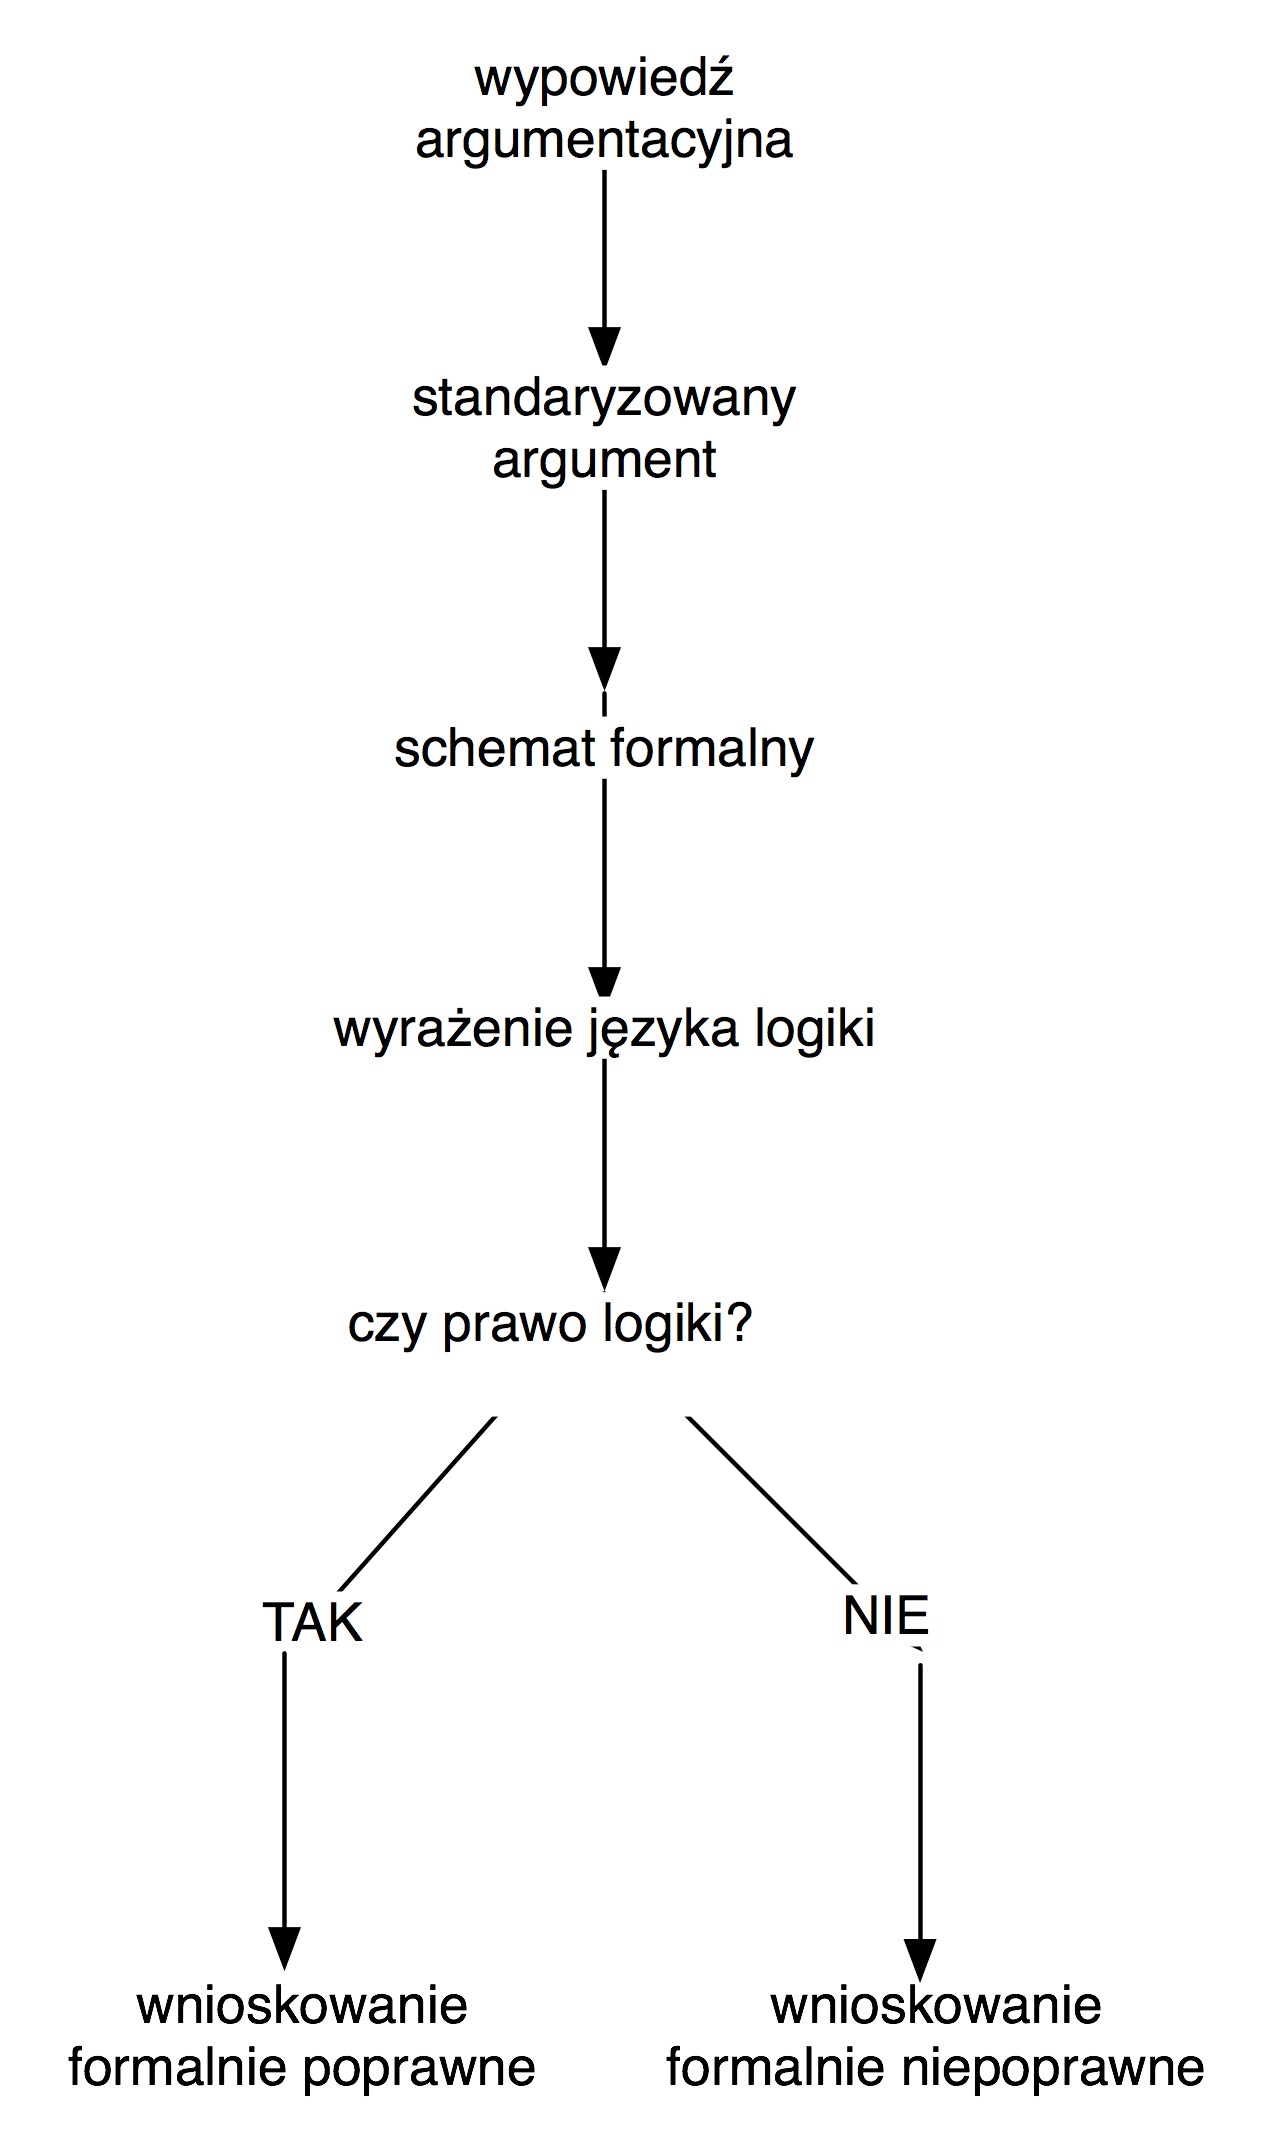 wypowiedź
argumentacyjna
standaryzowany
argument
schemat formalny
wyrażenie języka logiki
czy prawo logiki?
TAK
NIE
wnioskowanie
formalnie poprawne
wnioskowanie
formalnie niepoprawne